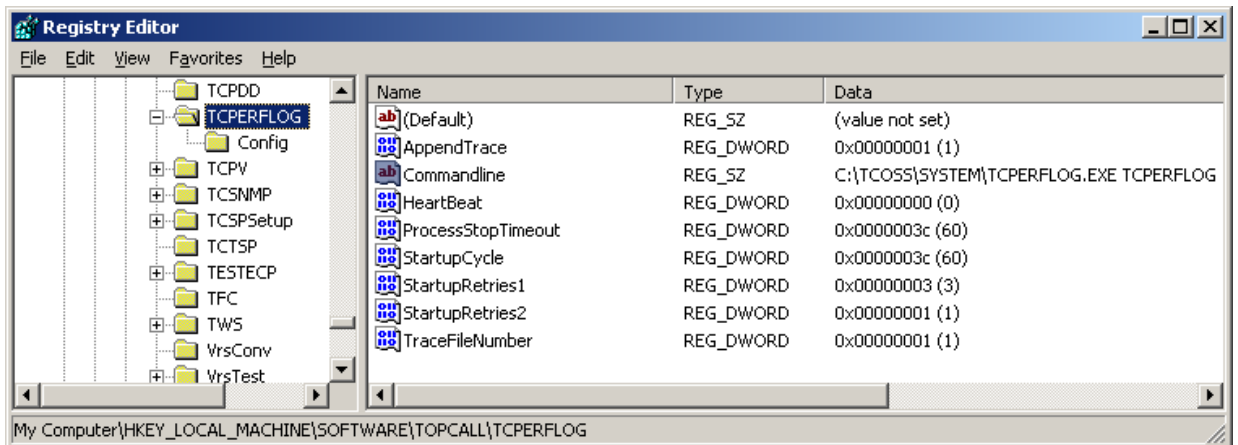 Registry Editor
File Edit View Favorites Help
TCPDD
TCPERFLOG
Config
TCPV
TCSNMP
TCSPSetup
TCTSP
TESTECP
TFC
TWS
VrsConv
VrsTest
Name Type Data
(Default) REG_SZ (value not set)
AppendTrace REG_DWORD 0x00000001 (1)
Commandline REG_SZ C:\TCOSS\SYSTEM\TCPERFLOG.EXE TCPERFLOG
HeartBeat REG_DWORD 0x00000000 (0)
ProcessStopTimeout REG_DWORD 0x0000003c (60)
StartupCycle REG_DWORD 0x0000003c (60)
StartupRetries1 REG_DWORD 0x00000003 (3)
StartupRetries2 REG_DWORD 0x00000001 (1)
TraceFileNumber REG_DWORD 0x00000001 (1)
My Computer\HKEY_LOCAL_MACHINE\SOFTWARE\TOPCALL\TCPERFLOG